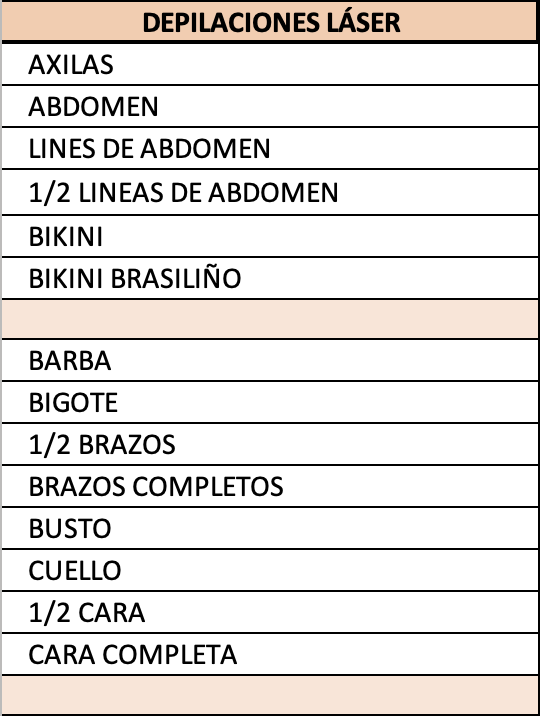 DEPILACIONES LÁSER
AXILAS
ABDOMEN
LINES DE ABDOMEN
1/2 LINEAS DE ABDOMEN
BIKINI
BIKINI BRASILIÑO
BARBA
BIGOTE
1/2 BRAZOS
BRAZOS COMPLETOS
BUSTO
CUELLO
1/2 CARA
CARA COMPLETA